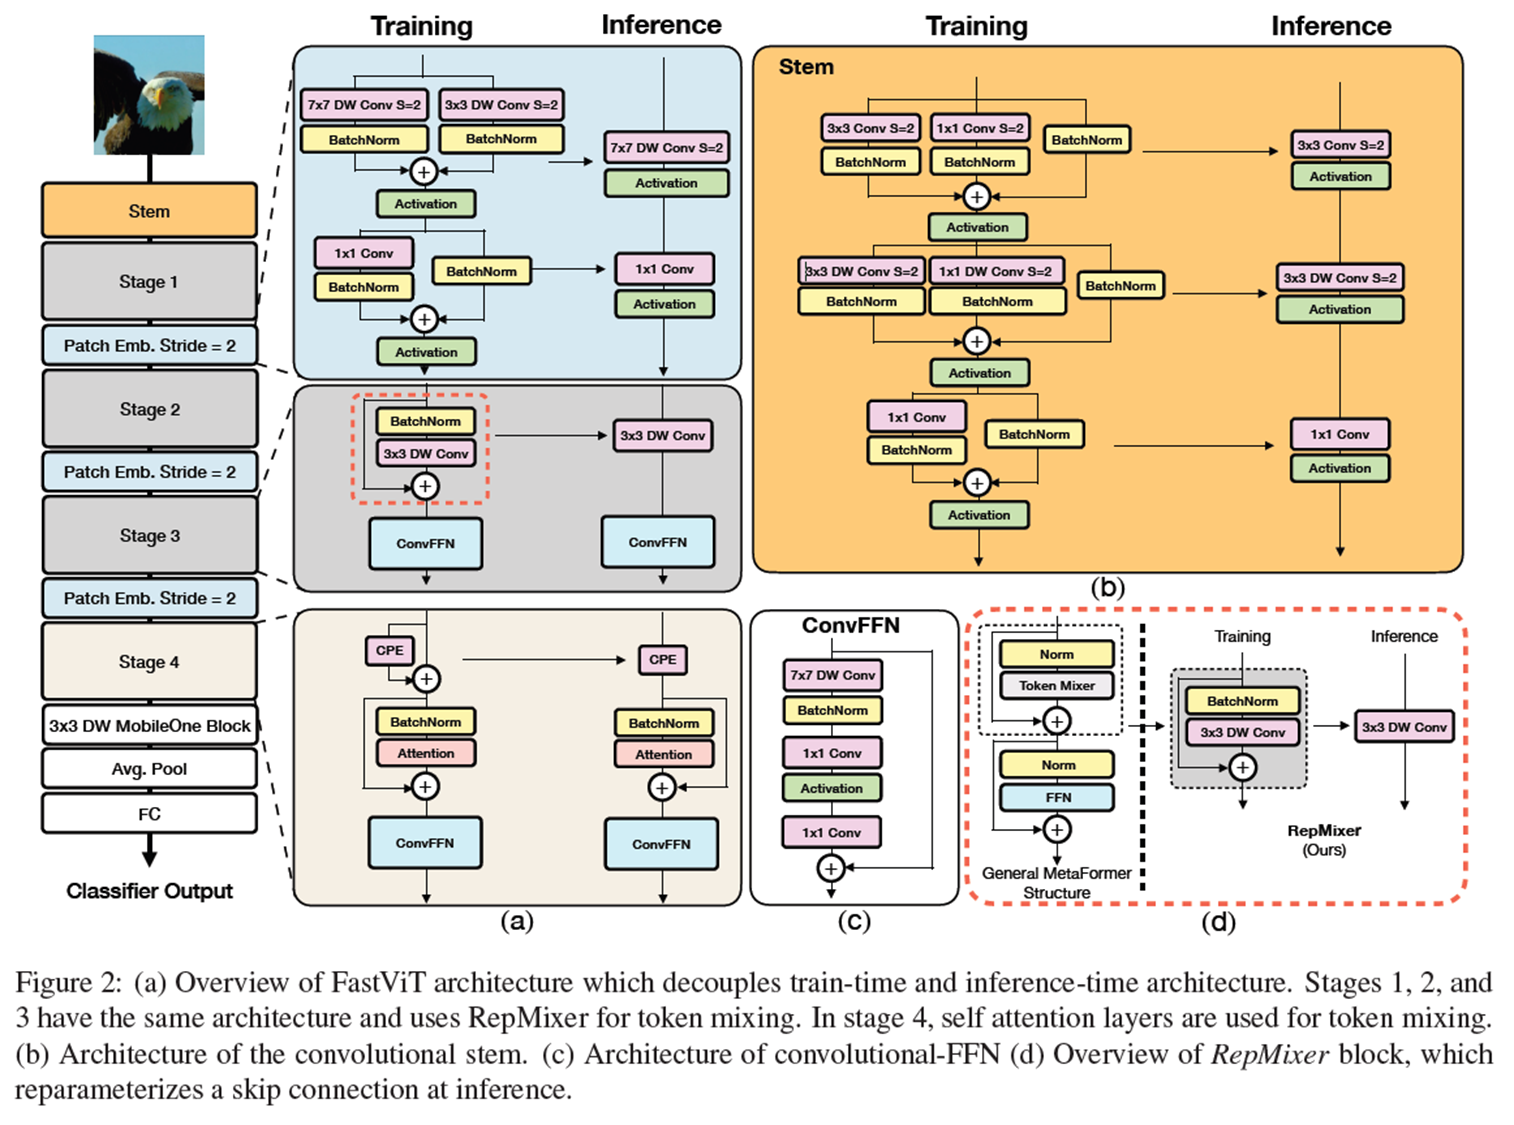 Training
Inference
Training
Inference
Stem
Stage 1
Patch Emb. Stride = 2
Stage 2
Patch Emb. Stride = 2
Stage 3
Patch Emb. Stride = 2
Stage 4
3x3 DW MobileOne Block
Avg. Pool
FC
Classifier Output
7x7 DW Conv S=2
3x3 DW Conv S=2
BatchNorm
BatchNorm
+
Activation
1x1 Conv
BatchNorm
BatchNorm
+
Activation
7x7 DW Conv S=2
Activation
1x1 Conv
Activation
BatchNorm
3x3 DW Conv
+
ConvFFN
3x3 DW Conv
ConvFFN
CPE
+
BatchNorm
Attention
+
ConvFFN
CPE
BatchNorm
Attention
+
ConvFFN
(a)
Stem
3x3 Conv S=2
1x1 Conv S=2
BatchNorm
BatchNorm
BatchNorm
+
Activation
3x3 DW Conv S=2
1x1 DW Conv S=2
BatchNorm
BatchNorm
BatchNorm
+
Activation
1x1 Conv
BatchNorm
BatchNorm
+
Activation
3x3 Conv S=2
Activation
3x3 DW Conv S=2
Activation
1x1 Conv
Activation
(b)
ConvFFN
7x7 DW Conv
BatchNorm
1x1 Conv
Activation
1x1 Conv
+
(c)
Norm
Token Mixer
+
Norm
FFN
+
General MetaFormer
Structure
Training
Inference
BatchNorm
3x3 DW Conv
+
3x3 DW Conv
RepMixer
(Ours)
(d)
Figure 2: (a) Overview of FastViT architecture which decouples train-time and inference-time architecture. Stages 1, 2, and
3 have the same architecture and uses RepMixer for token mixing. In stage 4, self attention layers are used for token mixing.
(b) Architecture of the convolutional stem. (c) Architecture of convolutional-FFN (d) Overview of RepMixer block, which
reparameterizes a skip connection at inference.